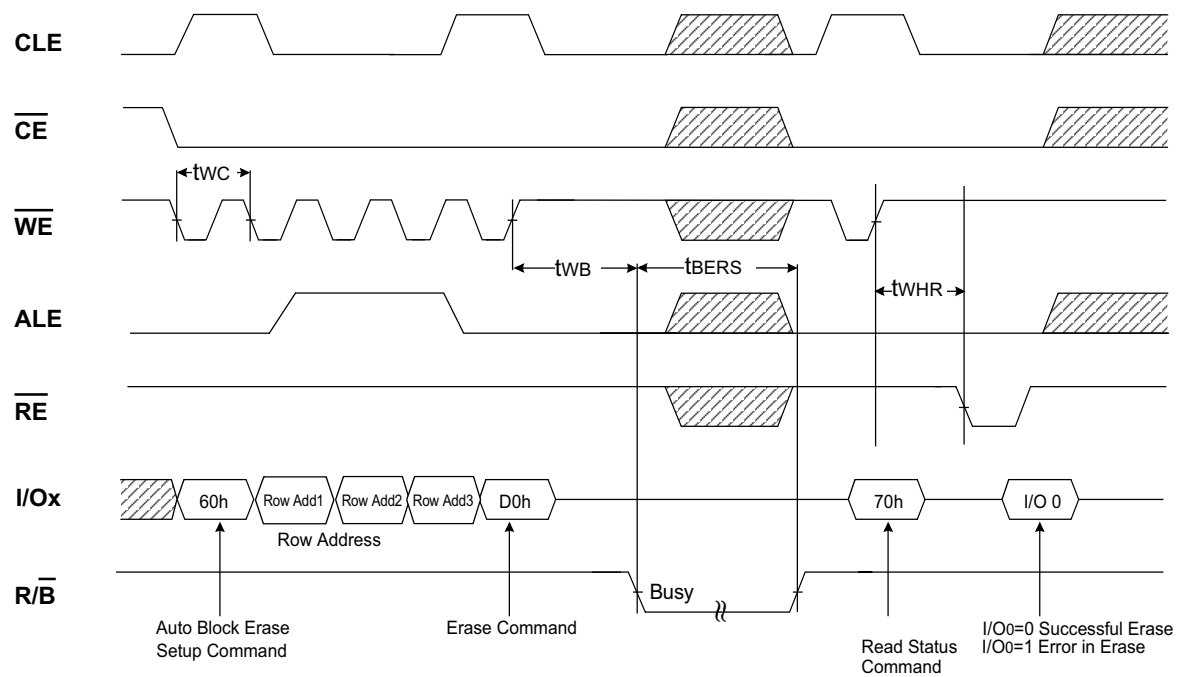 CLE
CE
tWC
WE
tWB
tBERS
tWHR
ALE
RE
I/Ox
60h
Row Add1
Row Add2
Row Add3
D0h
70h
I/O 0
Row Address
R/B
Busy
Auto Block Erase
Setup Command
Erase Command
Read Status
Command
I/O0=0 Successful Erase
I/O0=1 Error in Erase